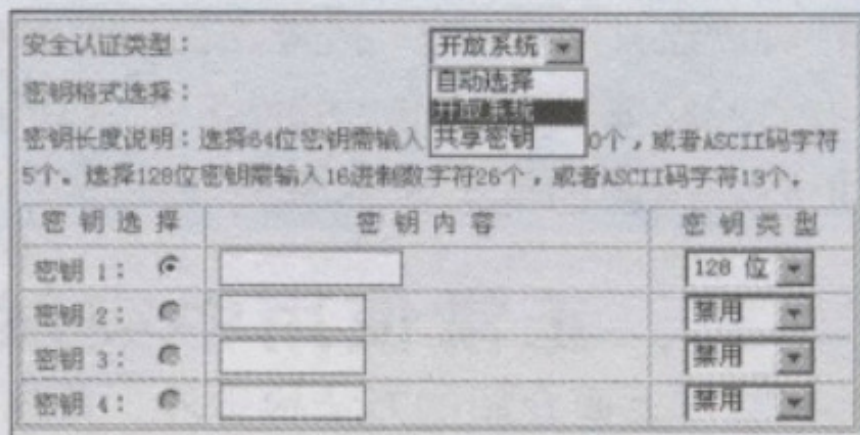 安全认证类型： 开放系统
自动选择
密钥格式选择： 开放系统
密钥长度说明：选择64位密钥需输入 共享密钥 0个，或者ASCII码字符
5个。选择128位密钥需输入16进制数字符26个，或者ASCII码字符13个。
密钥选择 密钥内容 密钥类型
密钥 1： 128 位
密钥 2： 禁用
密钥 3： 禁用
密钥 4： 禁用